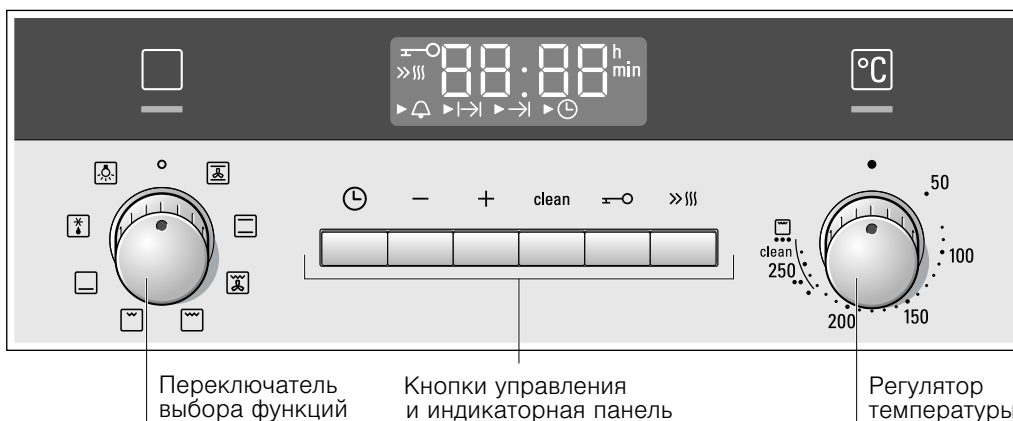 88:88 h
min
°C
50
100
150
200
250
clean
clean
Переключатель
выбора функций
Кнопки управления
и индикаторная панель
Регулятор
температуры